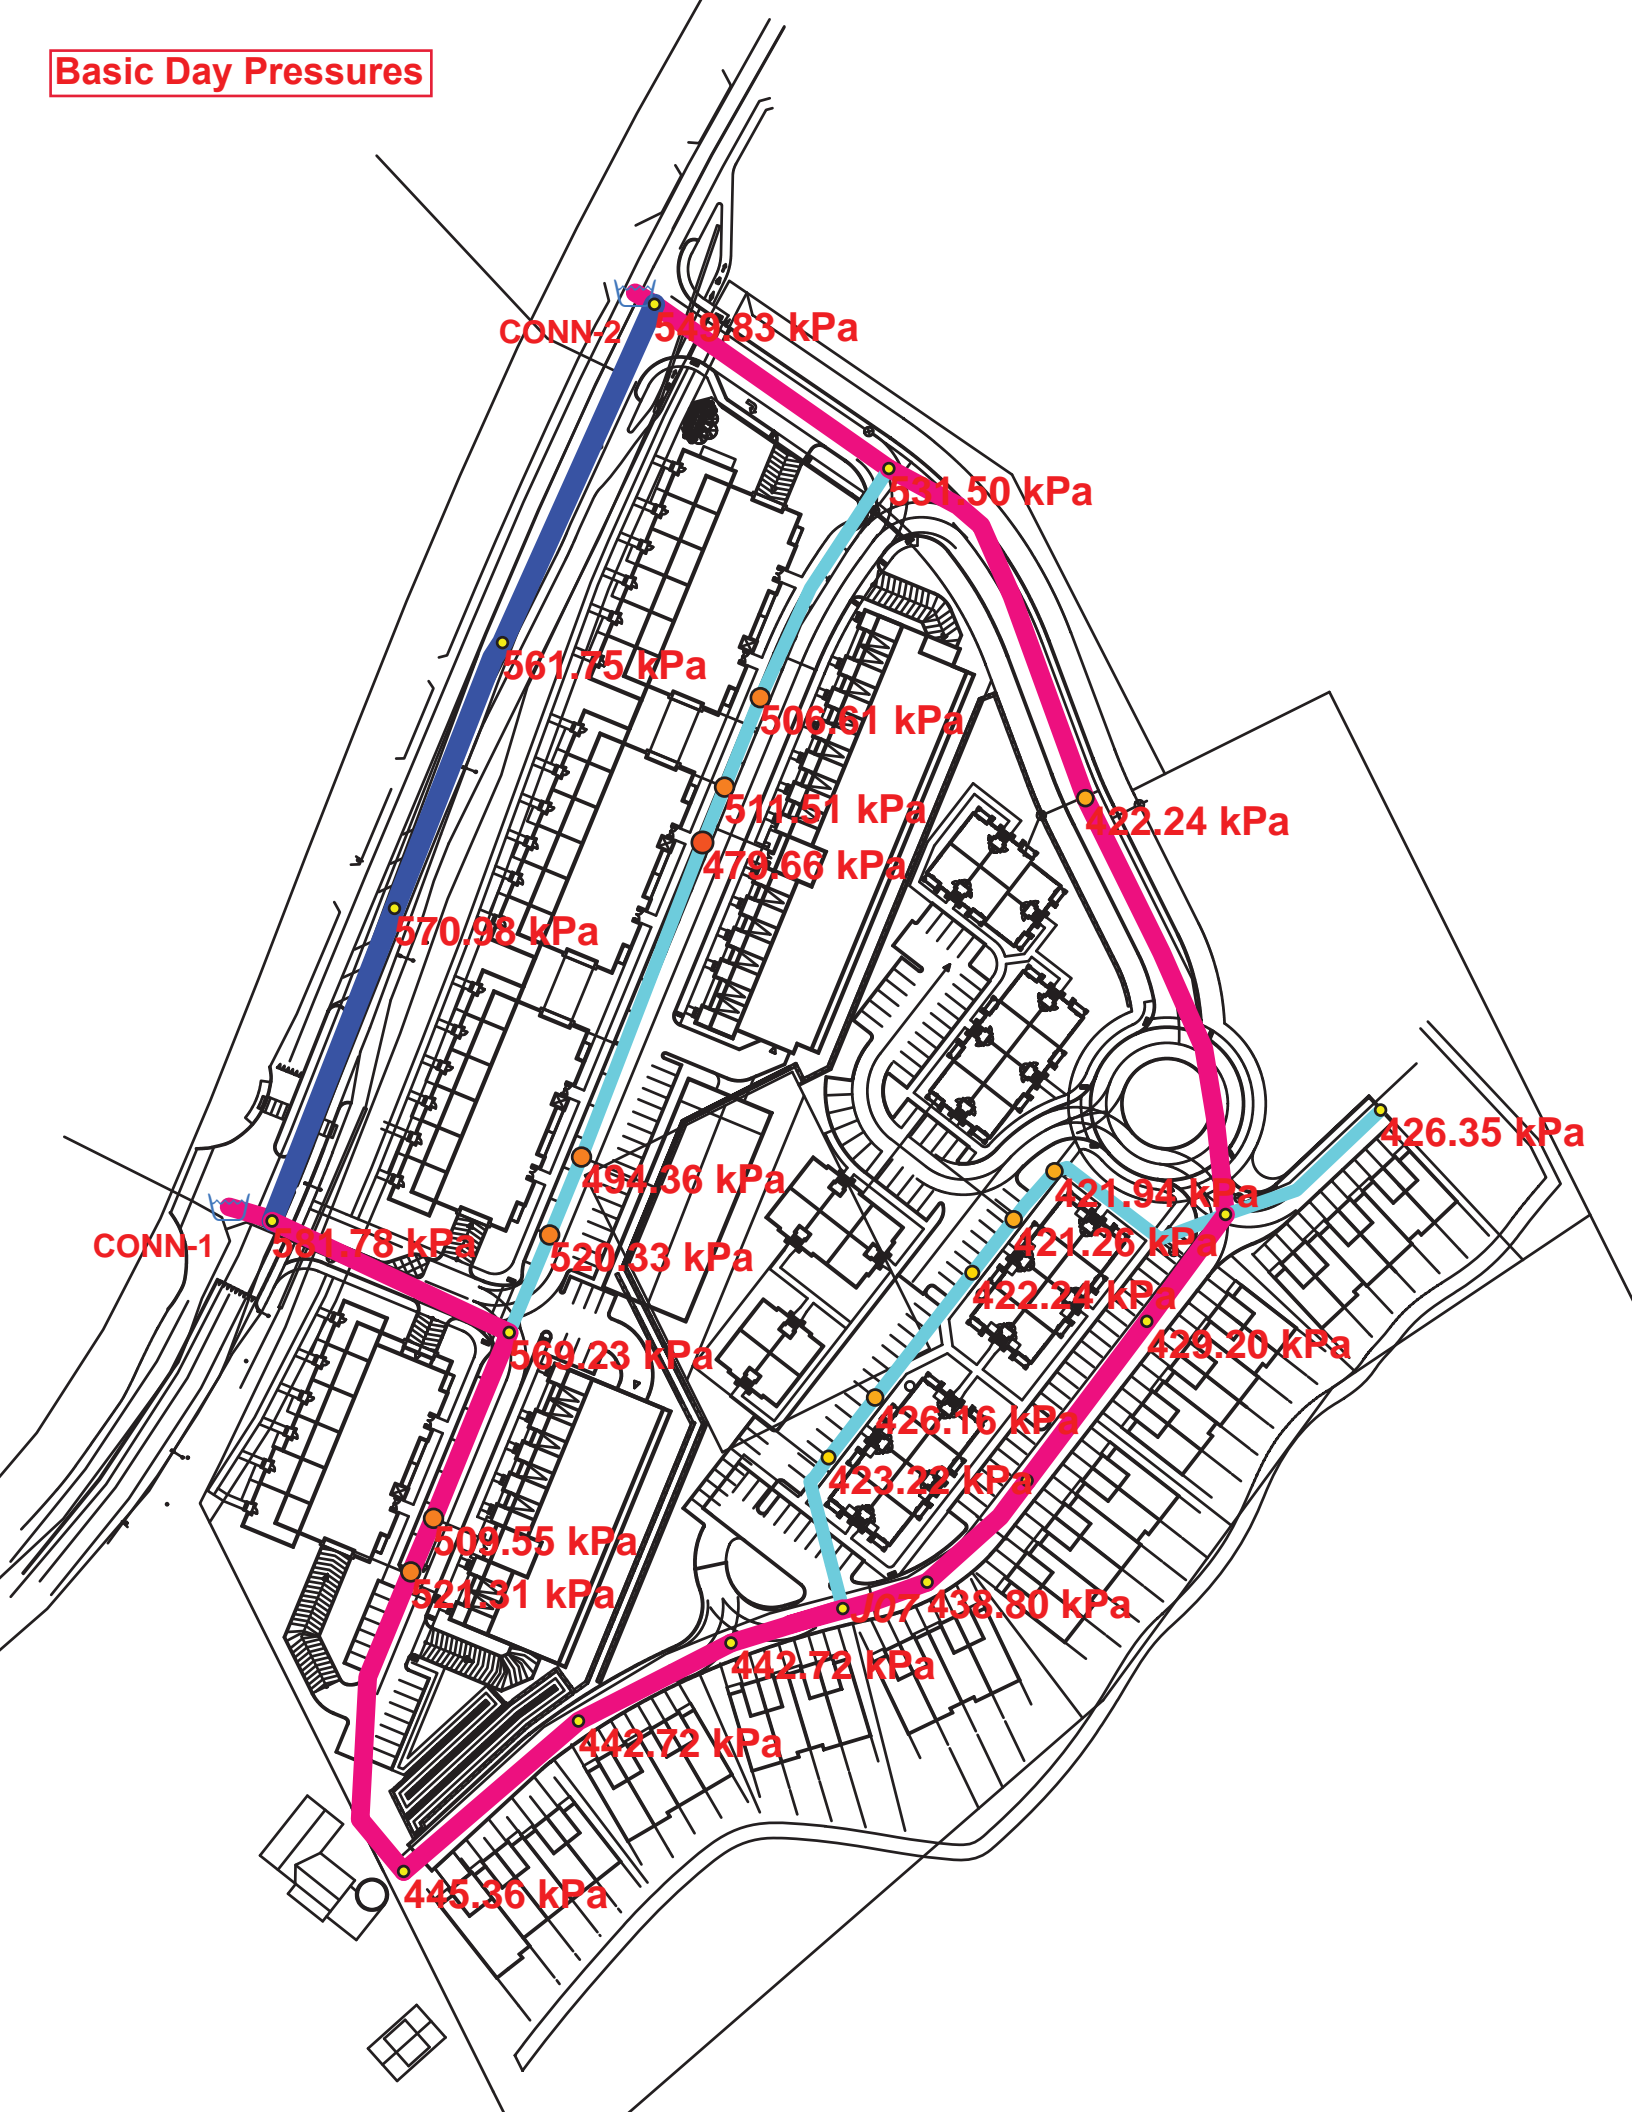 Basic Day Pressures
CONN-2
549.83 kPa
531.50 kPa
561.75 kPa
506.61 kPa
511.51 kPa
422.24 kPa
479.66 kPa
570.98 kPa
426.35 kPa
494.36 kPa
421.94 kPa
CONN-1
581.78 kPa
520.33 kPa
421.26 kPa
422.24 kPa
569.23 kPa
429.20 kPa
426.16 kPa
423.22 kPa
509.55 kPa
521.31 kPa
J07
438.80 kPa
442.72 kPa
442.72 kPa
445.36 kPa